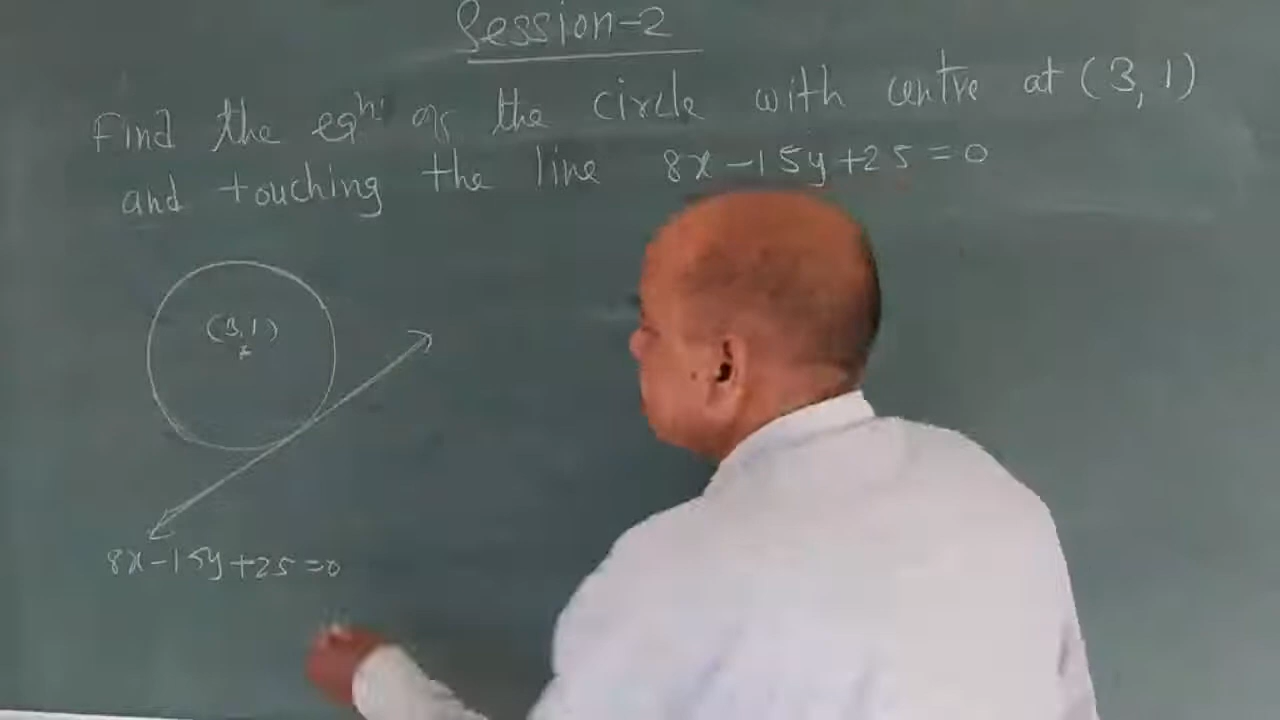 Session-2
Find the eqn of the circle with centre at (3, 1)
and touching the line 8x-15y+25=0
(3,1)
8x-15y+25=0